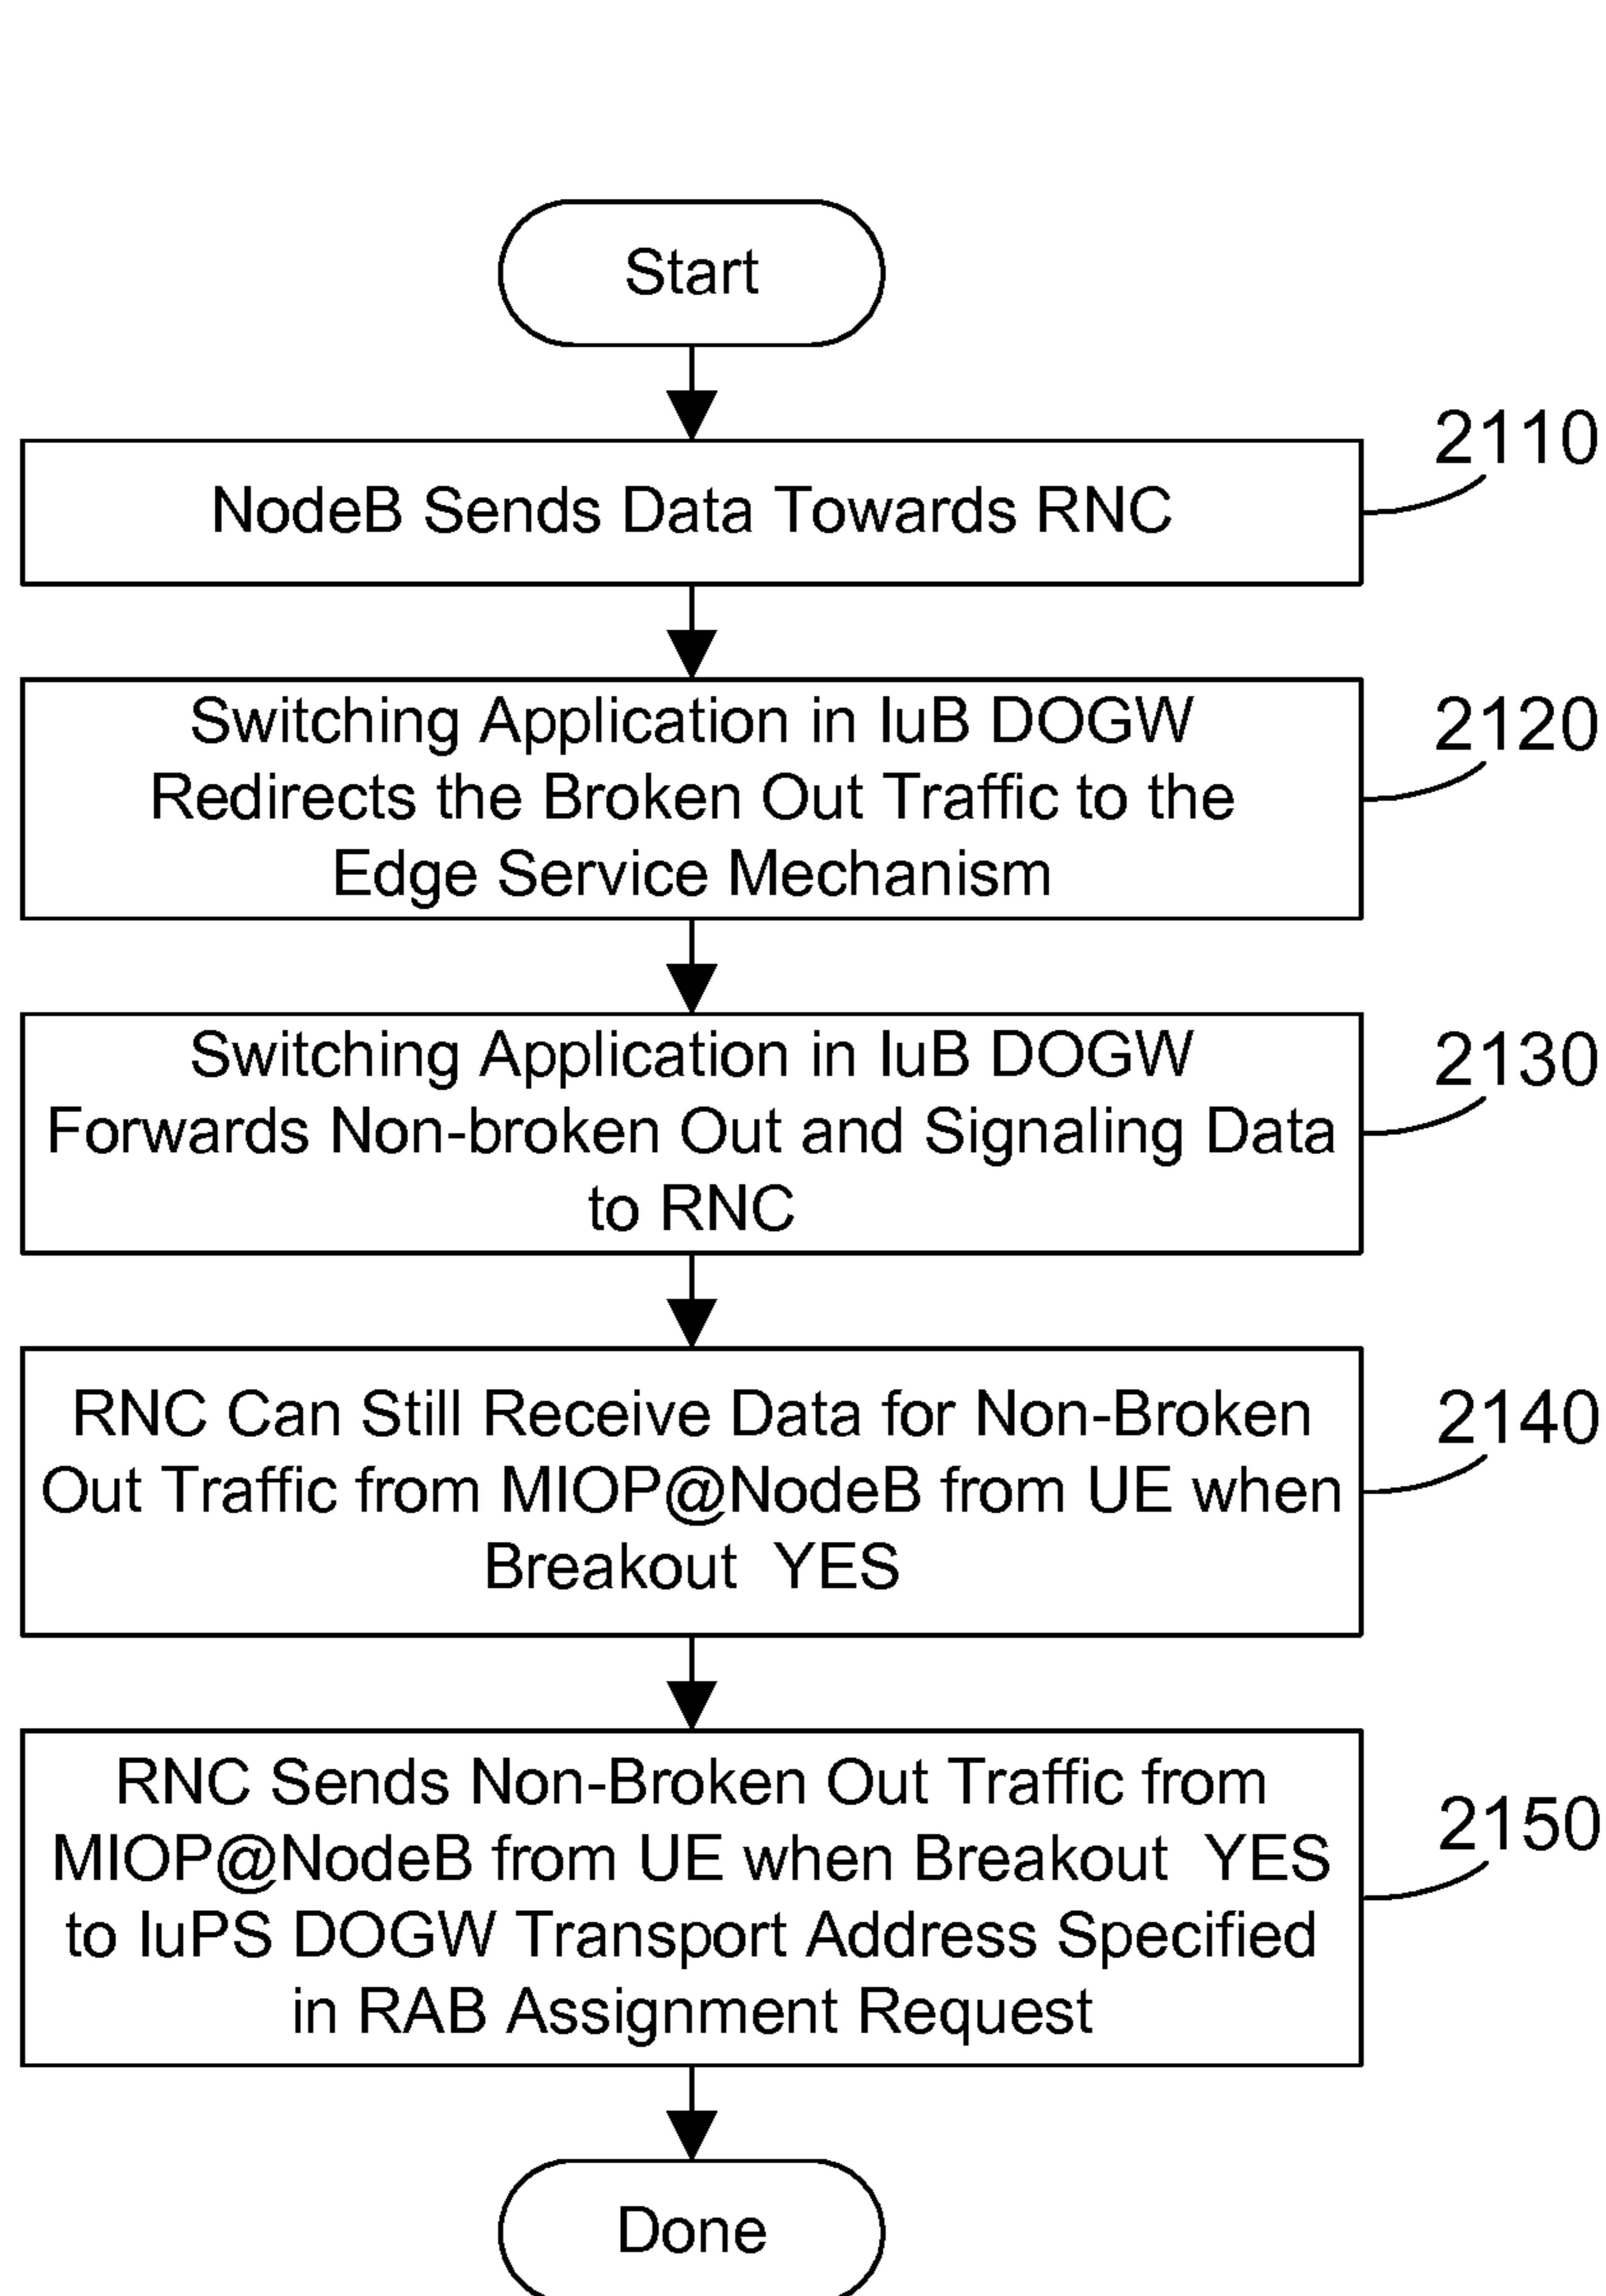 Start
2110
NodeB Sends Data Towards RNC
Switching Application in IuB DOGW
Redirects the Broken Out Traffic to the
Edge Service Mechanism
2120
Switching Application in IuB DOGW
Forwards Non-broken Out and Signaling Data
to RNC
2130
RNC Can Still Receive Data for Non-Broken
Out Traffic from MIOP@NodeB from UE when
Breakout  YES
2140
RNC Sends Non-Broken Out Traffic from
MIOP@NodeB from UE when Breakout  YES
to IuPS DOGW Transport Address Specified
in RAB Assignment Request
2150
Done